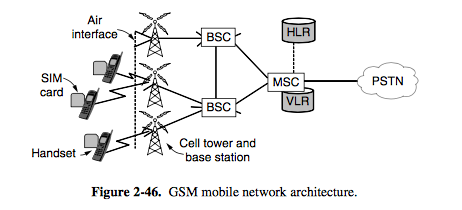 Air
interface
SIM
card
Handset
Cell tower and
base station
BSC
BSC
HLR
MSC
VLR
PSTN
Figure 2-46. GSM mobile network architecture.